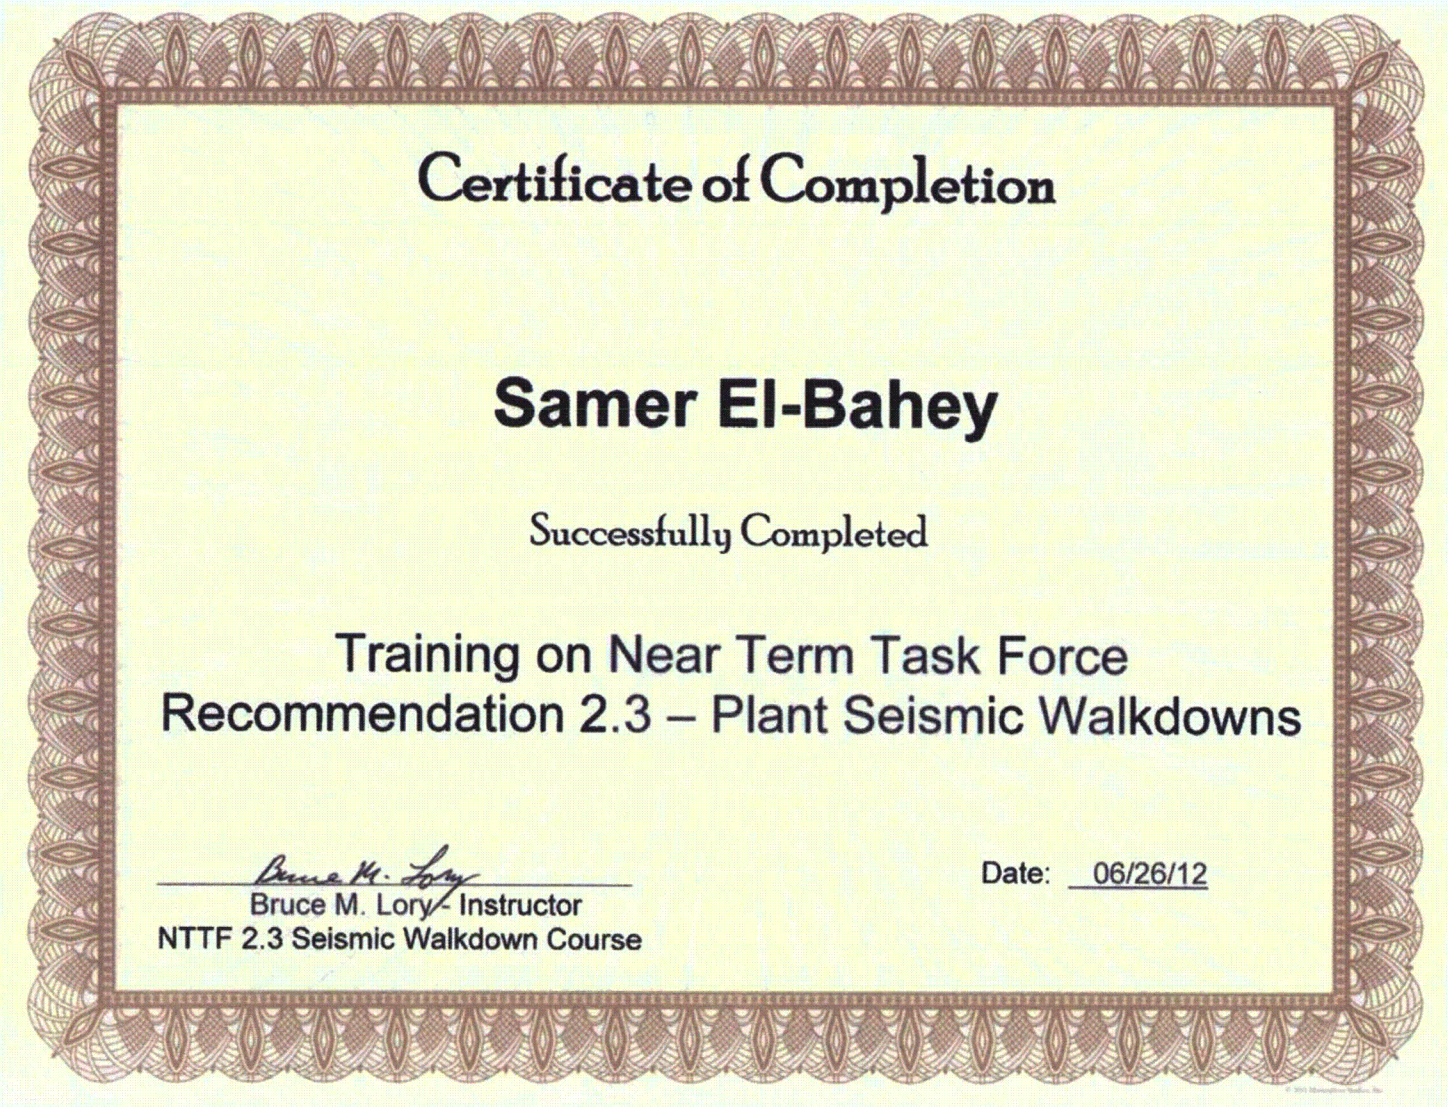 Certificate of Completion
Samer El-Bahey
Successfully Completed
Training on Near Term Task Force
Recommendation 2.3 – Plant Seismic Walkdowns
Bruce M. Lory
Date: 06/26/12
Bruce M. Lory - Instructor
NTTF 2.3 Seismic Walkdown Course